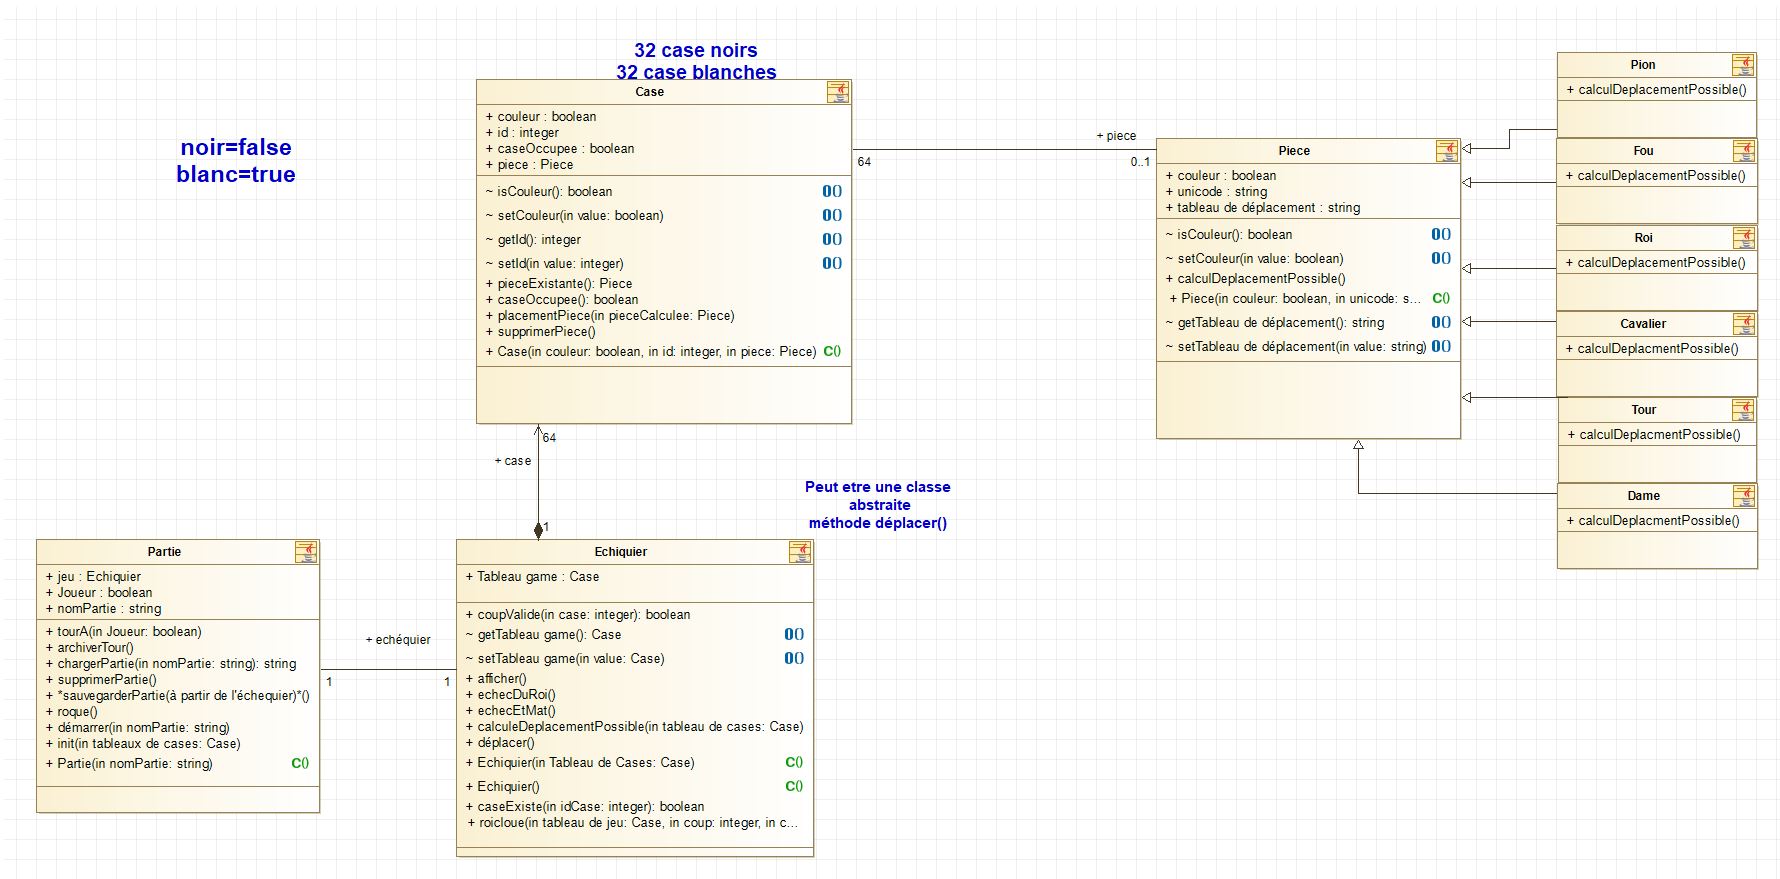 32 case noirs
32 case blanches
noir=false
blanc=true
Case
+ couleur : boolean
+ id : integer
+ caseOccupee : boolean
+ piece : Piece
~ isCouleur(): boolean
~ setCouleur(in value: boolean)
~ getId(): integer
~ setId(in value: integer)
+ pieceExistante(): Piece
+ caseOccupee(): boolean
+ placementPiece(in pieceCalculee: Piece)
+ supprimerPiece()
+ Case(in couleur: boolean, in id: integer, in piece: Piece) C()
64
+ piece
0..1
Piece
+ couleur : boolean
+ unicode : string
+ tableau de déplacement : string
~ isCouleur(): boolean
~ setCouleur(in value: boolean)
+ calculDeplacementPossible()
+ Piece(in couleur: boolean, in unicode: s... C()
~ getTableau de déplacement(): string
~ setTableau de déplacement(in value: string)
Pion
+ calculDeplacementPossible()
Fou
+ calculDeplacementPossible()
Roi
+ calculDeplacementPossible()
Cavalier
+ calculDeplacmentPossible()
Tour
+ calculDeplacmentPossible()
Dame
+ calculDeplacmentPossible()
64
+ case
1
Peut etre une classe
abstraite
méthode déplacer()
Partie
+ jeu : Echiquier
+ Joueur : boolean
+ nomPartie : string
+ tourA(in Joueur: boolean)
+ archiverTour()
+ chargerPartie(in nomPartie: string): string
+ supprimerPartie()
+ *sauvegarderPartie(à partir de l'échequier)*()
+ roque()
+ démarrer(in nomPartie: string)
+ init(in tableaux de cases: Case)
+ Partie(in nomPartie: string) C()
+ echéquier
1
1
Echiquier
+ Tableau game : Case
+ coupValide(in case: integer): boolean
~ getTableau game(): Case
~ setTableau game(in value: Case)
+ afficher()
+ echecDuRoi()
+ echecEtMat()
+ calculeDeplacementPossible(in tableau de cases: Case)
+ déplacer()
+ Echiquier(in Tableau de Cases: Case) C()
+ Echiquier() C()
+ caseExiste(in idCase: integer): boolean
+ roicloue(in tableau de jeu: Case, in coup: integer, in c...